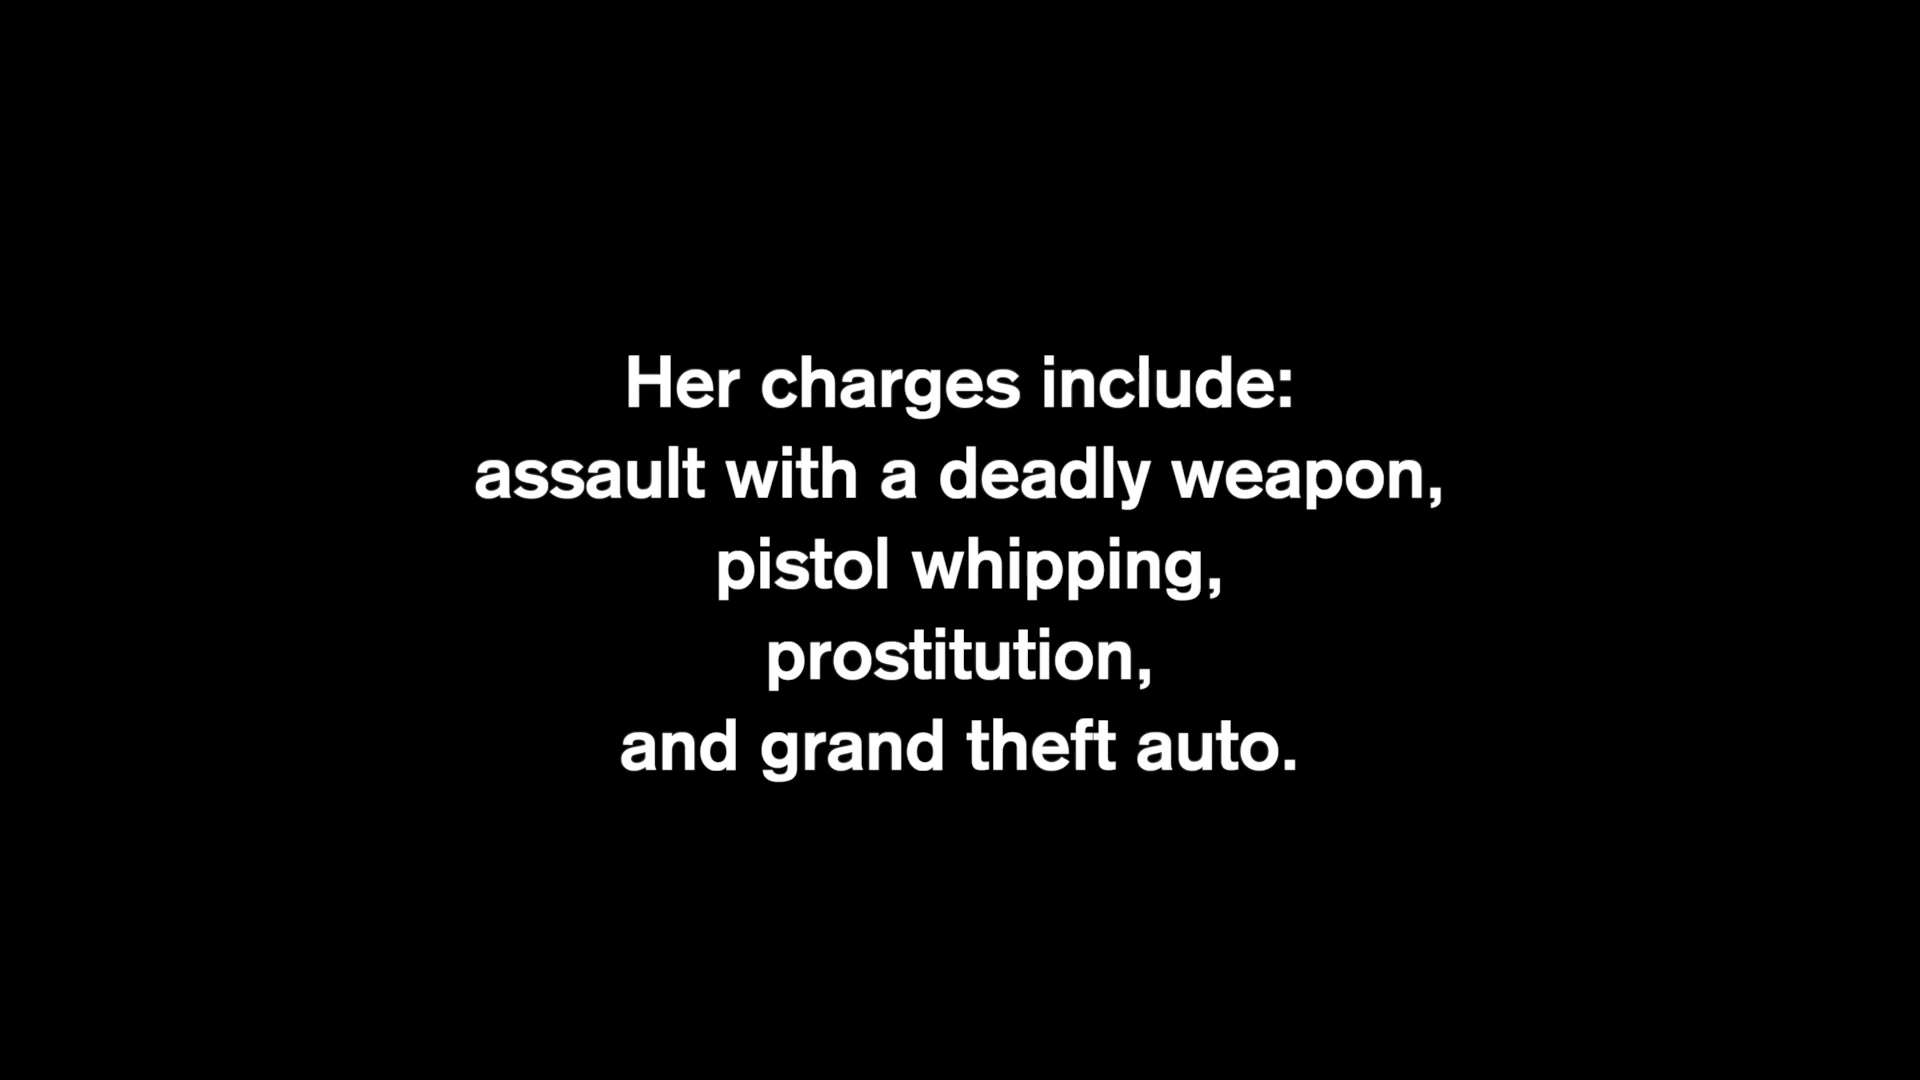 Her charges include:
assault with a deadly weapon,
pistol whipping,
prostitution,
and grand theft auto.